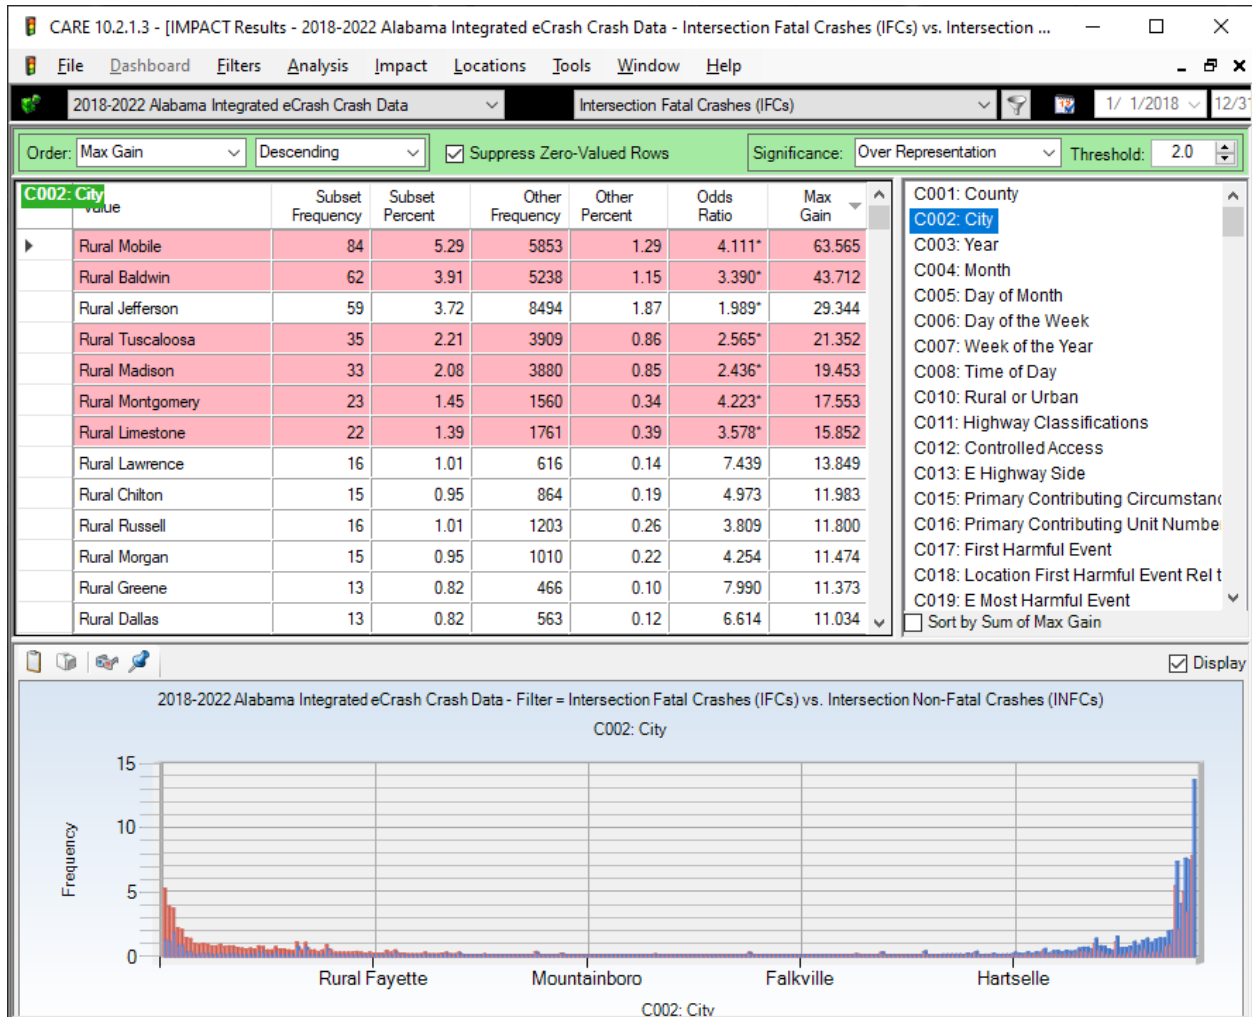 CARE 10.2.1.3 - [IMPACT Results - 2018-2022 Alabama Integrated eCrash Crash Data - Intersection Fatal Crashes (IFCs) vs. Intersection ...
File Dashboard Filters Analysis Impact Locations Tools Window Help
2018-2022 Alabama Integrated eCrash Crash Data Intersection Fatal Crashes (IFCs) 1/ 1/2018 12/31
Order: Max Gain Descending Suppress Zero-Valued Rows Significance: Over Representation Threshold: 2.0
C002: City
Value Subset Frequency Subset Percent Other Frequency Other Percent Odds Ratio Max Gain
Rural Mobile 84 5.29 5853 1.29 4.111* 63.565
Rural Baldwin 62 3.91 5238 1.15 3.390* 43.712
Rural Jefferson 59 3.72 8494 1.87 1.989* 29.344
Rural Tuscaloosa 35 2.21 3909 0.86 2.565* 21.352
Rural Madison 33 2.08 3880 0.85 2.436* 19.453
Rural Montgomery 23 1.45 1560 0.34 4.223* 17.553
Rural Limestone 22 1.39 1761 0.39 3.578* 15.852
Rural Lawrence 16 1.01 616 0.14 7.439 13.849
Rural Chilton 15 0.95 864 0.19 4.973 11.983
Rural Russell 16 1.01 1203 0.26 3.809 11.800
Rural Morgan 15 0.95 1010 0.22 4.254 11.474
Rural Greene 13 0.82 466 0.10 7.990 11.373
Rural Dallas 13 0.82 563 0.12 6.614 11.034
C001: County
C002: City
C003: Year
C004: Month
C005: Day of Month
C006: Day of the Week
C007: Week of the Year
C008: Time of Day
C010: Rural or Urban
C011: Highway Classifications
C012: Controlled Access
C013: E Highway Side
C015: Primary Contributing Circumstanc
C016: Primary Contributing Unit Numbe
C017: First Harmful Event
C018: Location First Harmful Event Rel t
C019: E Most Harmful Event
Sort by Sum of Max Gain
Display
2018-2022 Alabama Integrated eCrash Crash Data - Filter = Intersection Fatal Crashes (IFCs) vs. Intersection Non-Fatal Crashes (INFCs)
C002: City
15
10
5
0
Frequency
Rural Fayette Mountainboro Falkville Hartselle
C002: City